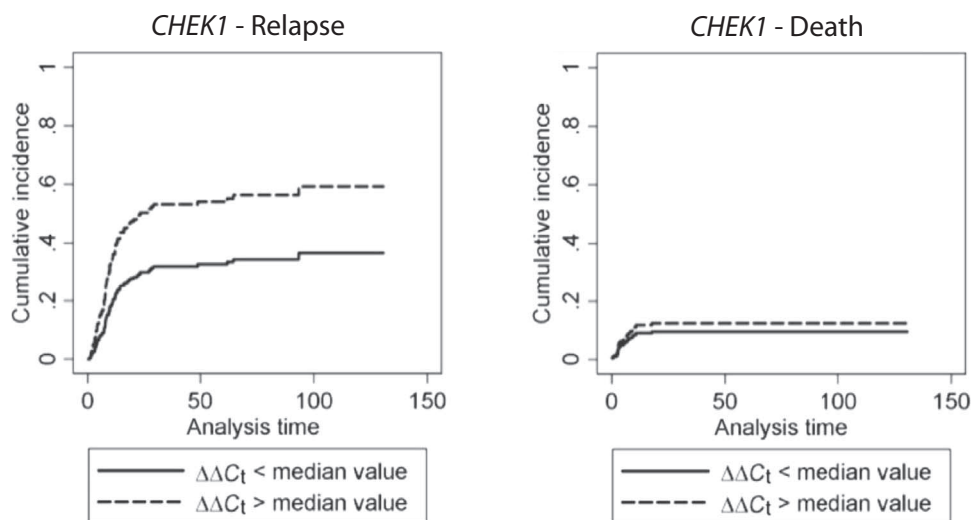 CHEK1 - Relapse
1
.8
.6
.4
.2
0
Cumulative incidence
0 50 100 150
Analysis time
ΔΔCt < median value
ΔΔCt > median value
CHEK1 - Death
1
.8
.6
.4
.2
0
Cumulative incidence
0 50 100 150
Analysis time
ΔΔCt < median value
ΔΔCt > median value